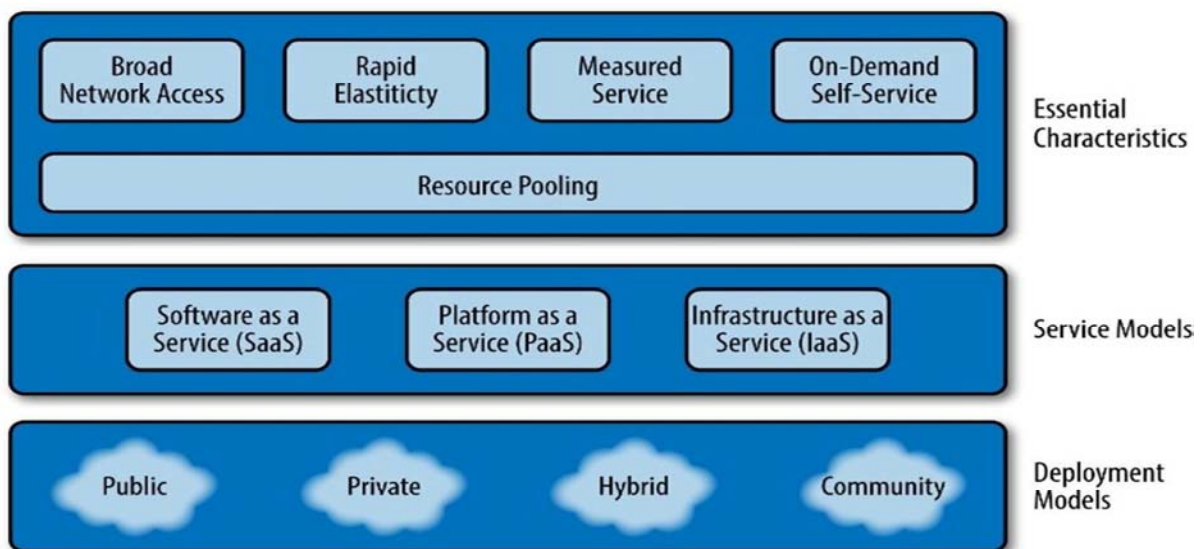 Broad
Network Access
Rapid
Elastiticty
Measured
Service
On-Demand
Self-Service
Essential
Characteristics
Resource Pooling
Software as a
Service (SaaS)
Platform as a
Service (PaaS)
Infrastructure as a
Service (IaaS)
Service Models
Public
Private
Hybrid
Community
Deployment
Models